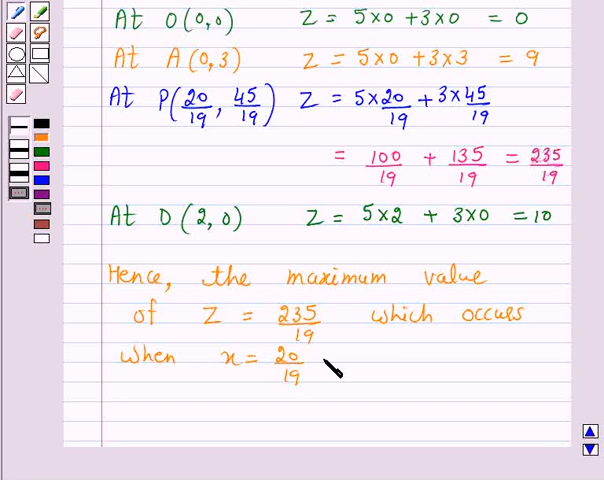 At O(0,0) Z = 5×0 + 3×0 = 0
At A(0,3) Z = 5×0 + 3×3 = 9
At P(20/19, 45/19) Z = 5×20/19 + 3×45/19
= 100/19 + 135/19 = 235/19
At D(2,0) Z = 5×2 + 3×0 = 10
Hence, the maximum value
of Z = 235/19 which occurs
when x = 20/19